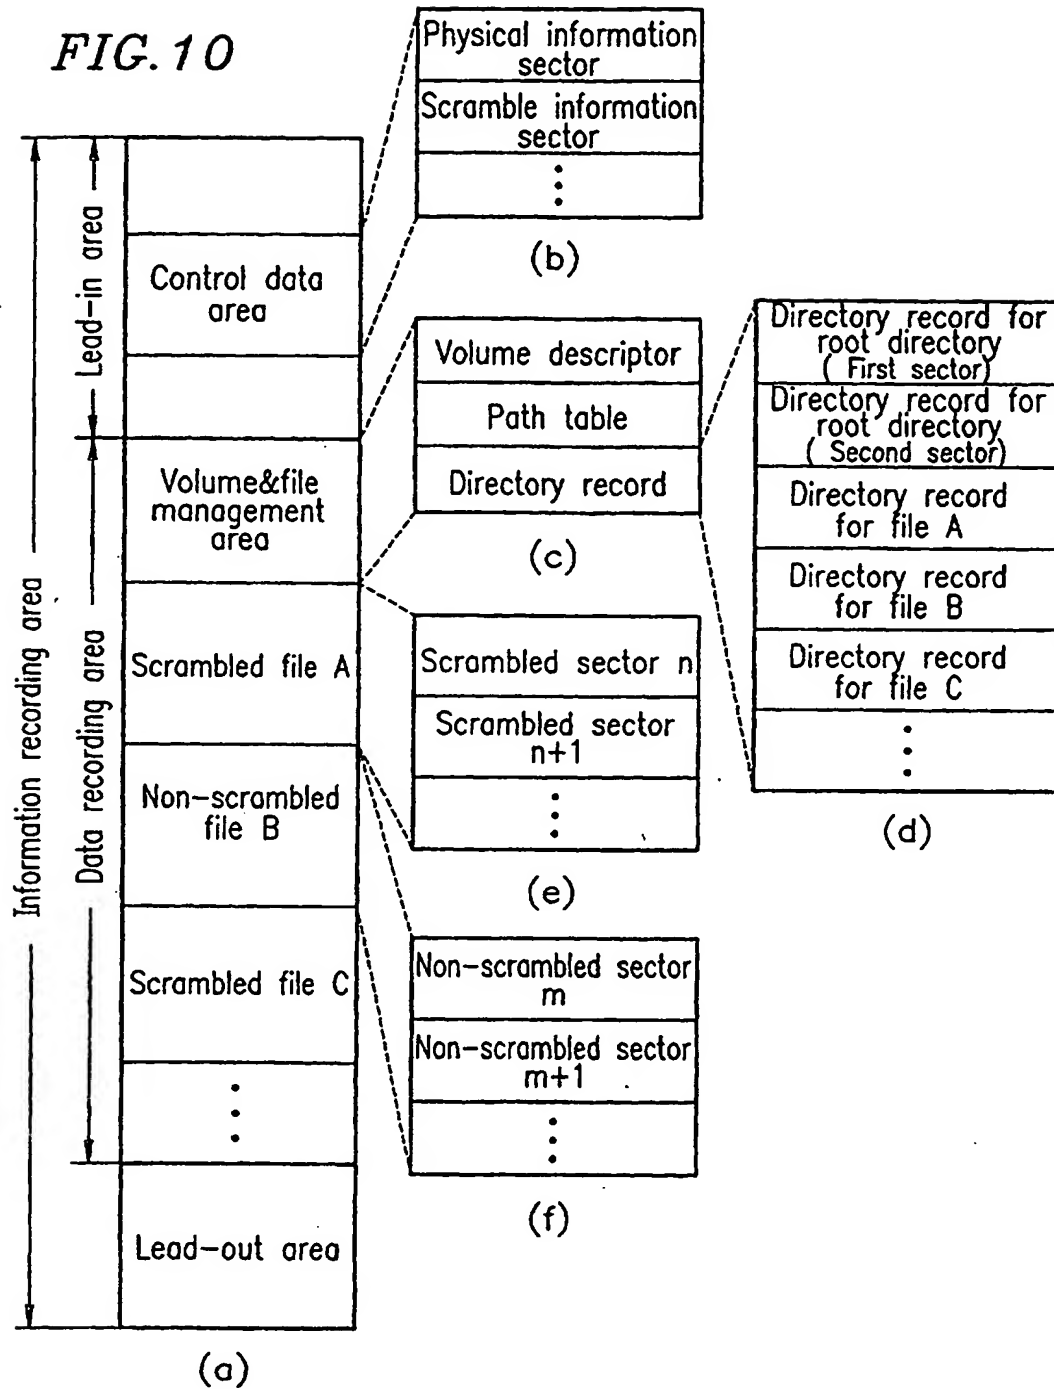 FIG. 10
Information recording area
Lead-in area
Data recording area
Control data
area
Volume&file
management
area
Scrambled file A
Non-scrambled
file B
Scrambled file C
Lead-out area
(a)
Physical information
sector
Scramble information
sector
(b)
Volume descriptor
Path table
Directory record
(c)
Directory record for
root directory
( First sector)
Directory record for
root directory
( Second sector)
Directory record
for file A
Directory record
for file B
Directory record
for file C
(d)
Scrambled sector n
Scrambled sector
n+1
(e)
Non-scrambled sector
m
Non-scrambled sector
m+1
(f)